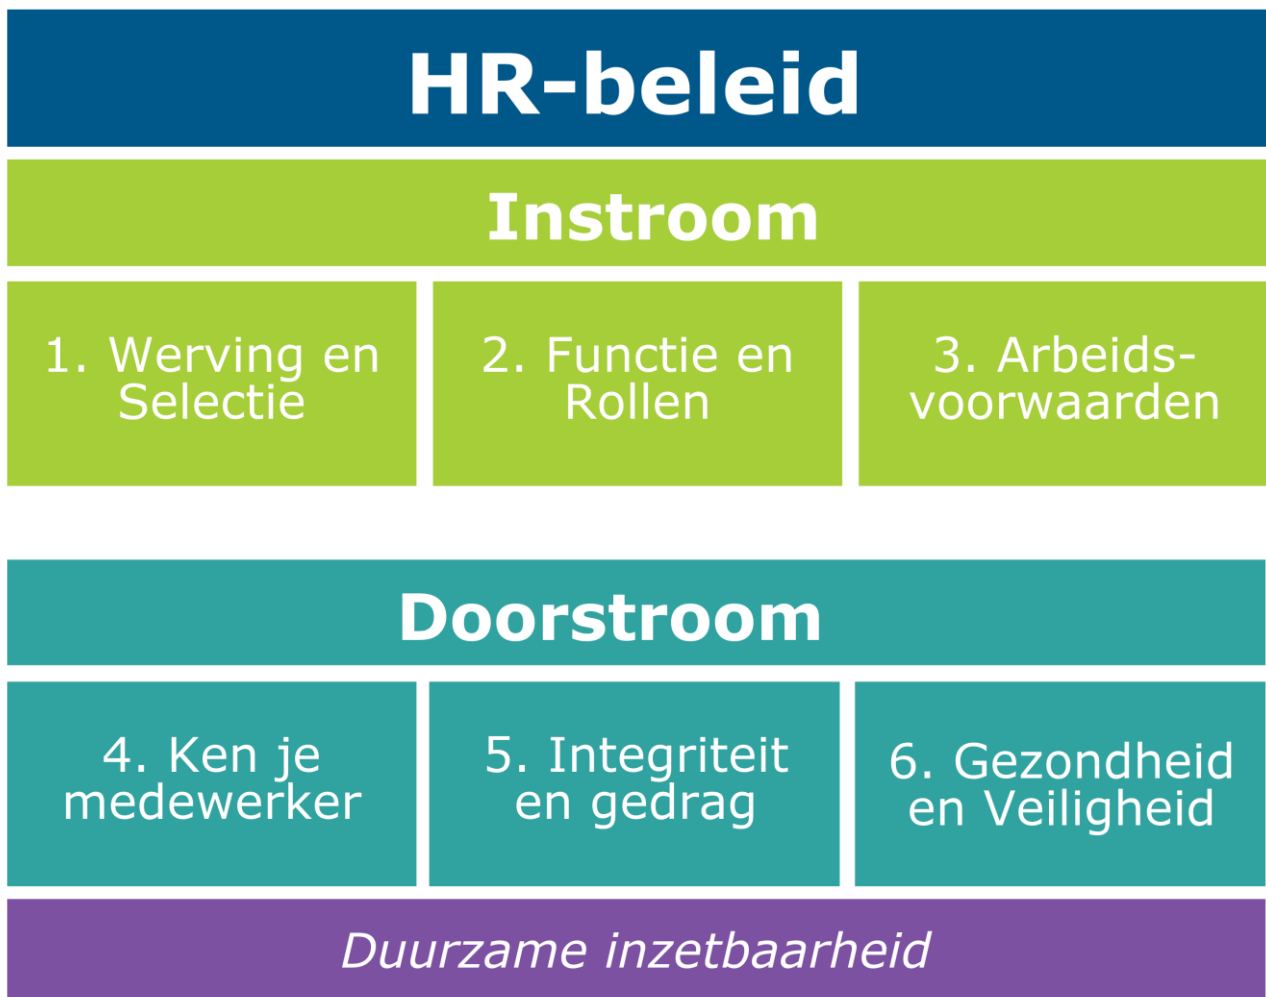 HR-beleid
Instroom
1. Werving en
Selectie
2. Functie en
Rollen
3. Arbeids-
voorwaarden
Doorstroom
4. Ken je
medewerker
5. Integriteit
en gedrag
6. Gezondheid
en Veiligheid
Duurzame inzetbaarheid